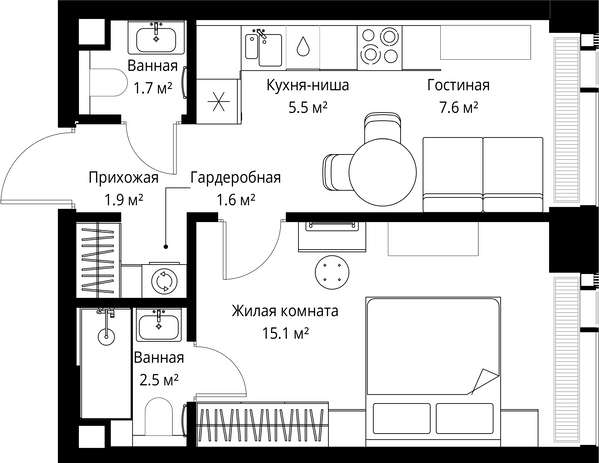 Ванная
1.7 м²
Кухня-ниша
5.5 м²
Гостиная
7.6 м²
Прихожая
1.9 м²
Гардеробная
1.6 м²
Жилая комната
15.1 м²
Ванная
2.5 м²